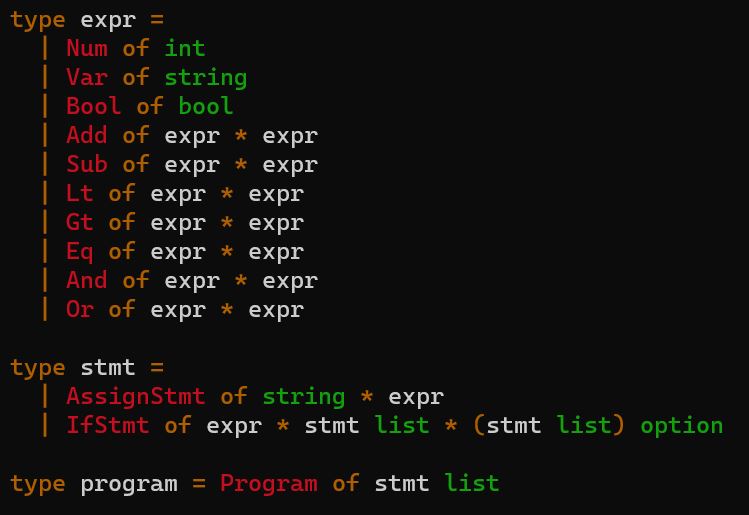 type expr =
  | Num of int
  | Var of string
  | Bool of bool
  | Add of expr * expr
  | Sub of expr * expr
  | Lt of expr * expr
  | Gt of expr * expr
  | Eq of expr * expr
  | And of expr * expr
  | Or of expr * expr

type stmt =
  | AssignStmt of string * expr
  | IfStmt of expr * stmt list * (stmt list) option

type program = Program of stmt list